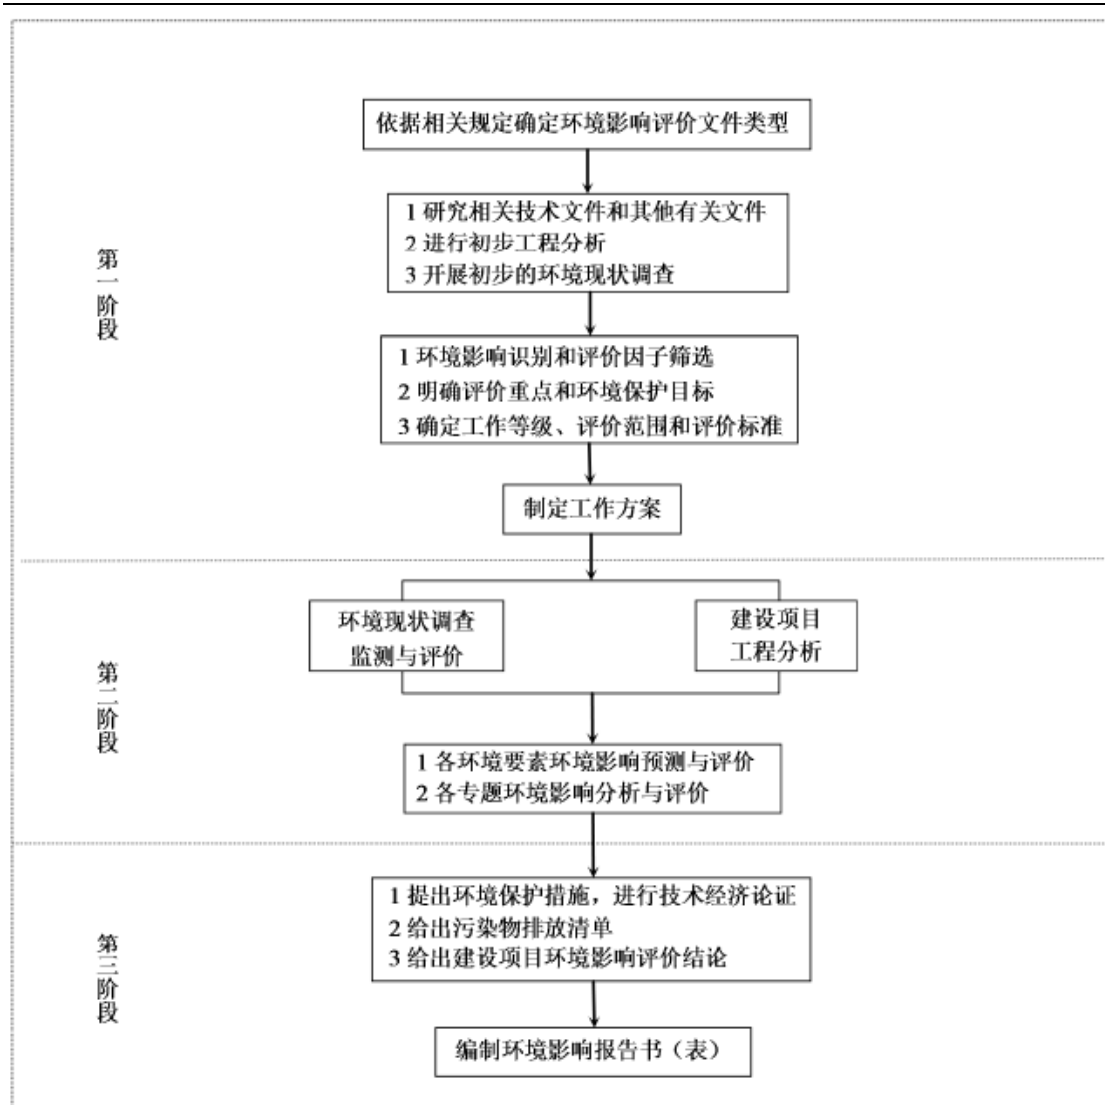 依据相关规定确定环境影响评价文件类型
1 研究相关技术文件和其他有关文件
2 进行初步工程分析
3 开展初步的环境现状调查
第一阶段
1 环境影响识别和评价因子筛选
2 明确评价重点和环境保护目标
3 确定工作等级、评价范围和评价标准
制定工作方案
环境现状调查
监测与评价
建设项目
工程分析
第二阶段
1 各环境要素环境影响预测与评价
2 各专题环境影响分析与评价
1 提出环境保护措施，进行技术经济论证
2 给出污染物排放清单
3 给出建设项目环境影响评价结论
第三阶段
编制环境影响报告书（表）